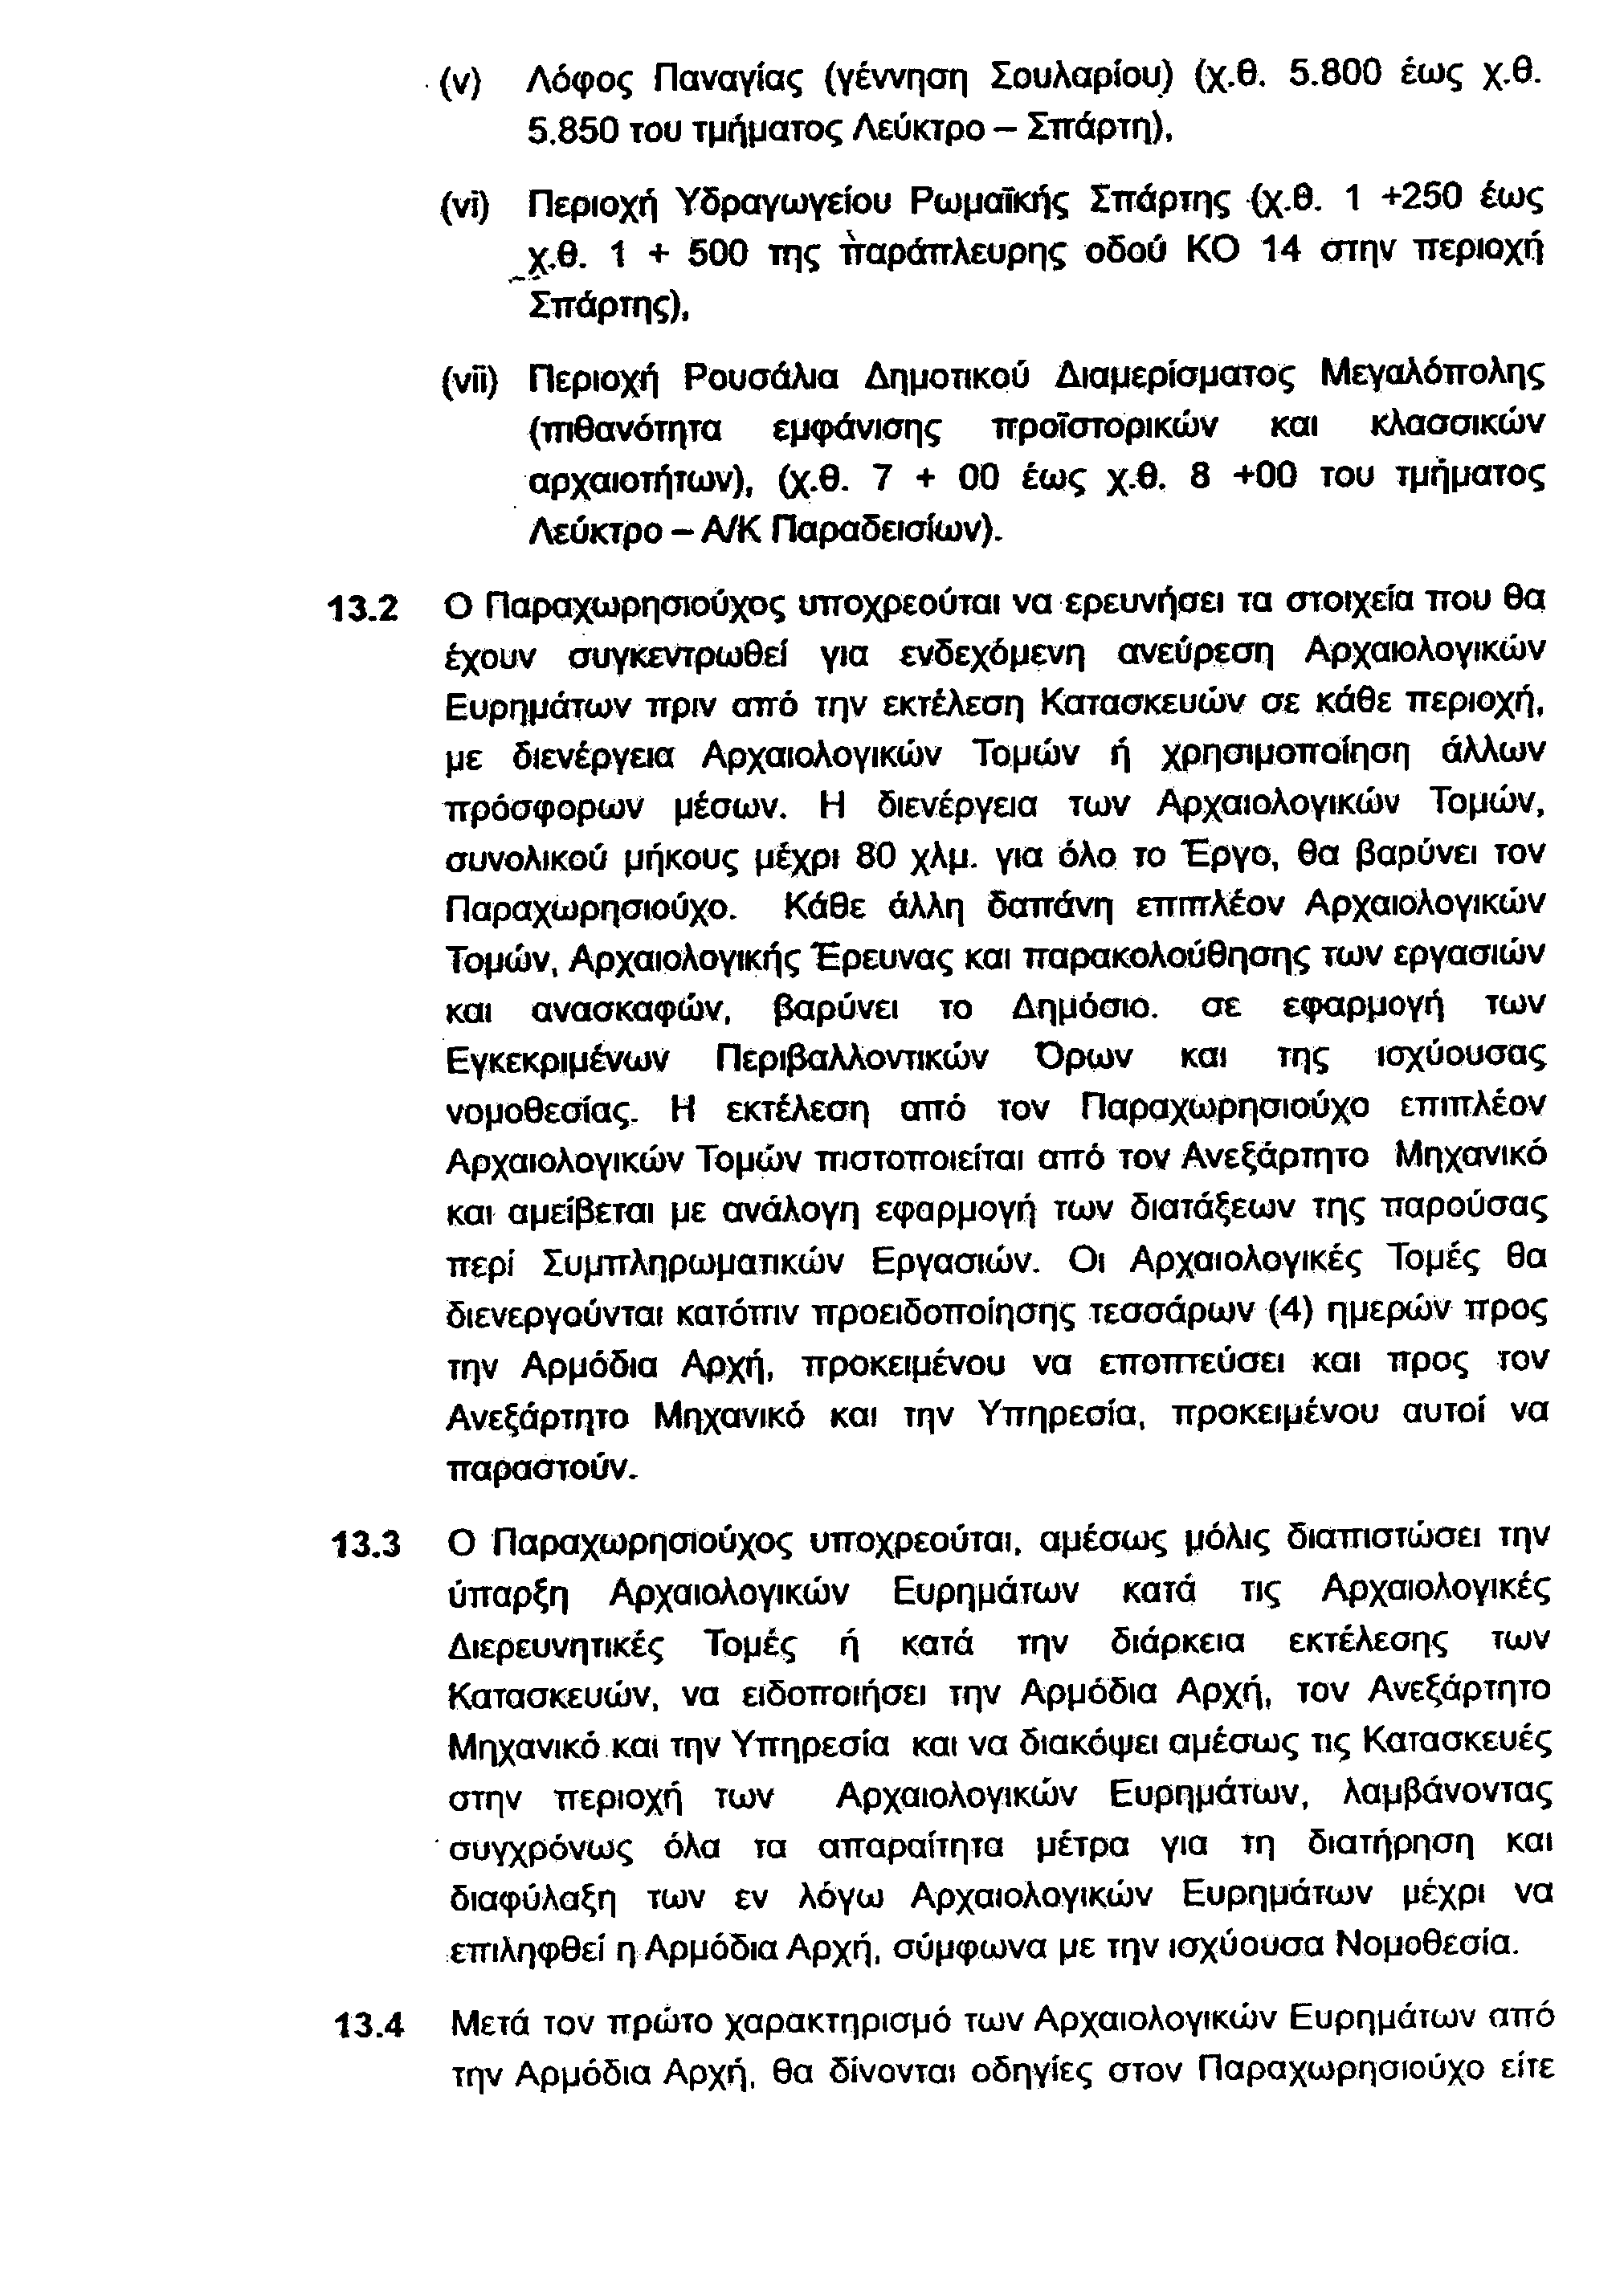 (v) Λόφος Παναγίας (γέννηση Σουλαρίου) (χ.θ. 5.800 έως χ.θ.
5.850 του τμήματος Λεύκτρο – Σπάρτη),
(vi) Περιοχή Υδραγωγείου Ρωμαϊκής Σπάρτης (χ.θ. 1 +250 έως
χ.θ. 1 + 500 της παράπλευρης οδού ΚΟ 14 στην περιοχή
Σπάρτης),
(vii) Περιοχή Ρουσάλια Δημοτικού Διαμερίσματος Μεγαλόπολης
(πιθανότητα εμφάνισης προϊστορικών και κλασσικών
αρχαιοτήτων), (χ.θ. 7 + 00 έως χ.θ. 8 +00 του τμήματος
Λεύκτρο – Α/Κ Παραδεισίων).
13.2 Ο Παραχωρησιούχος υποχρεούται να ερευνήσει τα στοιχεία που θα
έχουν συγκεντρωθεί για ενδεχόμενη ανεύρεση Αρχαιολογικών
Ευρημάτων πριν από την εκτέλεση Κατασκευών σε κάθε περιοχή,
με διενέργεια Αρχαιολογικών Τομών ή χρησιμοποίηση άλλων
πρόσφορων μέσων. Η διενέργεια των Αρχαιολογικών Τομών,
συνολικού μήκους μέχρι 80 χλμ. για όλο το Έργο, θα βαρύνει τον
Παραχωρησιούχο. Κάθε άλλη δαπάνη επιπλέον Αρχαιολογικών
Τομών, Αρχαιολογικής Έρευνας και παρακολούθησης των εργασιών
και ανασκαφών, βαρύνει το Δημόσιο. σε εφαρμογή των
Εγκεκριμένων Περιβαλλοντικών Όρων και της ισχύουσας
νομοθεσίας. Η εκτέλεση από τον Παραχωρησιούχο επιπλέον
Αρχαιολογικών Τομών πιστοποιείται από τον Ανεξάρτητο Μηχανικό
και αμείβεται με ανάλογη εφαρμογή των διατάξεων της παρούσας
περί Συμπληρωματικών Εργασιών. Οι Αρχαιολογικές Τομές θα
διενεργούνται κατόπιν προειδοποίησης τεσσάρων (4) ημερών προς
την Αρμόδια Αρχή, προκειμένου να εποπτεύσει και προς τον
Ανεξάρτητο Μηχανικό και την Υπηρεσία, προκειμένου αυτοί να
παραστούν.
13.3 Ο Παραχωρησιούχος υποχρεούται, αμέσως μόλις διαπιστώσει την
ύπαρξη Αρχαιολογικών Ευρημάτων κατά τις Αρχαιολογικές
Διερευνητικές Τομές ή κατά την διάρκεια εκτέλεσης των
Κατασκευών, να ειδοποιήσει την Αρμόδια Αρχή, τον Ανεξάρτητο
Μηχανικό και την Υπηρεσία και να διακόψει αμέσως τις Κατασκευές
στην περιοχή των Αρχαιολογικών Ευρημάτων, λαμβάνοντας
συγχρόνως όλα τα απαραίτητα μέτρα για τη διατήρηση και
διαφύλαξη των εν λόγω Αρχαιολογικών Ευρημάτων μέχρι να
επιληφθεί η Αρμόδια Αρχή, σύμφωνα με την ισχύουσα Νομοθεσία.
13.4 Μετά τον πρώτο χαρακτηρισμό των Αρχαιολογικών Ευρημάτων από
την Αρμόδια Αρχή, θα δίνονται οδηγίες στον Παραχωρησιούχο είτε